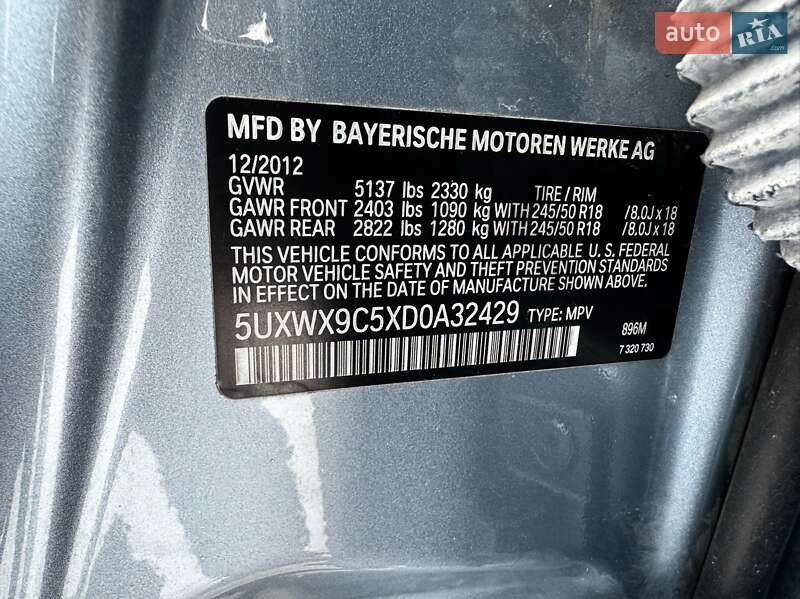 auto RIA .com
MFD BY BAYERISCHE MOTOREN WERKE AG
12/2012
GVWR 5137 lbs 2330 kg TIRE / RIM
GAWR FRONT 2403 lbs 1090 kg WITH 245/50 R18 / 8.0J x 18
GAWR REAR 2822 lbs 1280 kg WITH 245/50 R18 / 8.0J x 18
THIS VEHICLE CONFORMS TO ALL APPLICABLE U. S. FEDERAL
MOTOR VEHICLE SAFETY AND THEFT PREVENTION STANDARDS
IN EFFECT ON THE DATE OF MANUFACTURE SHOWN ABOVE.
5UXWX9C5XD0A32429 TYPE: MPV
896M
7 320 730